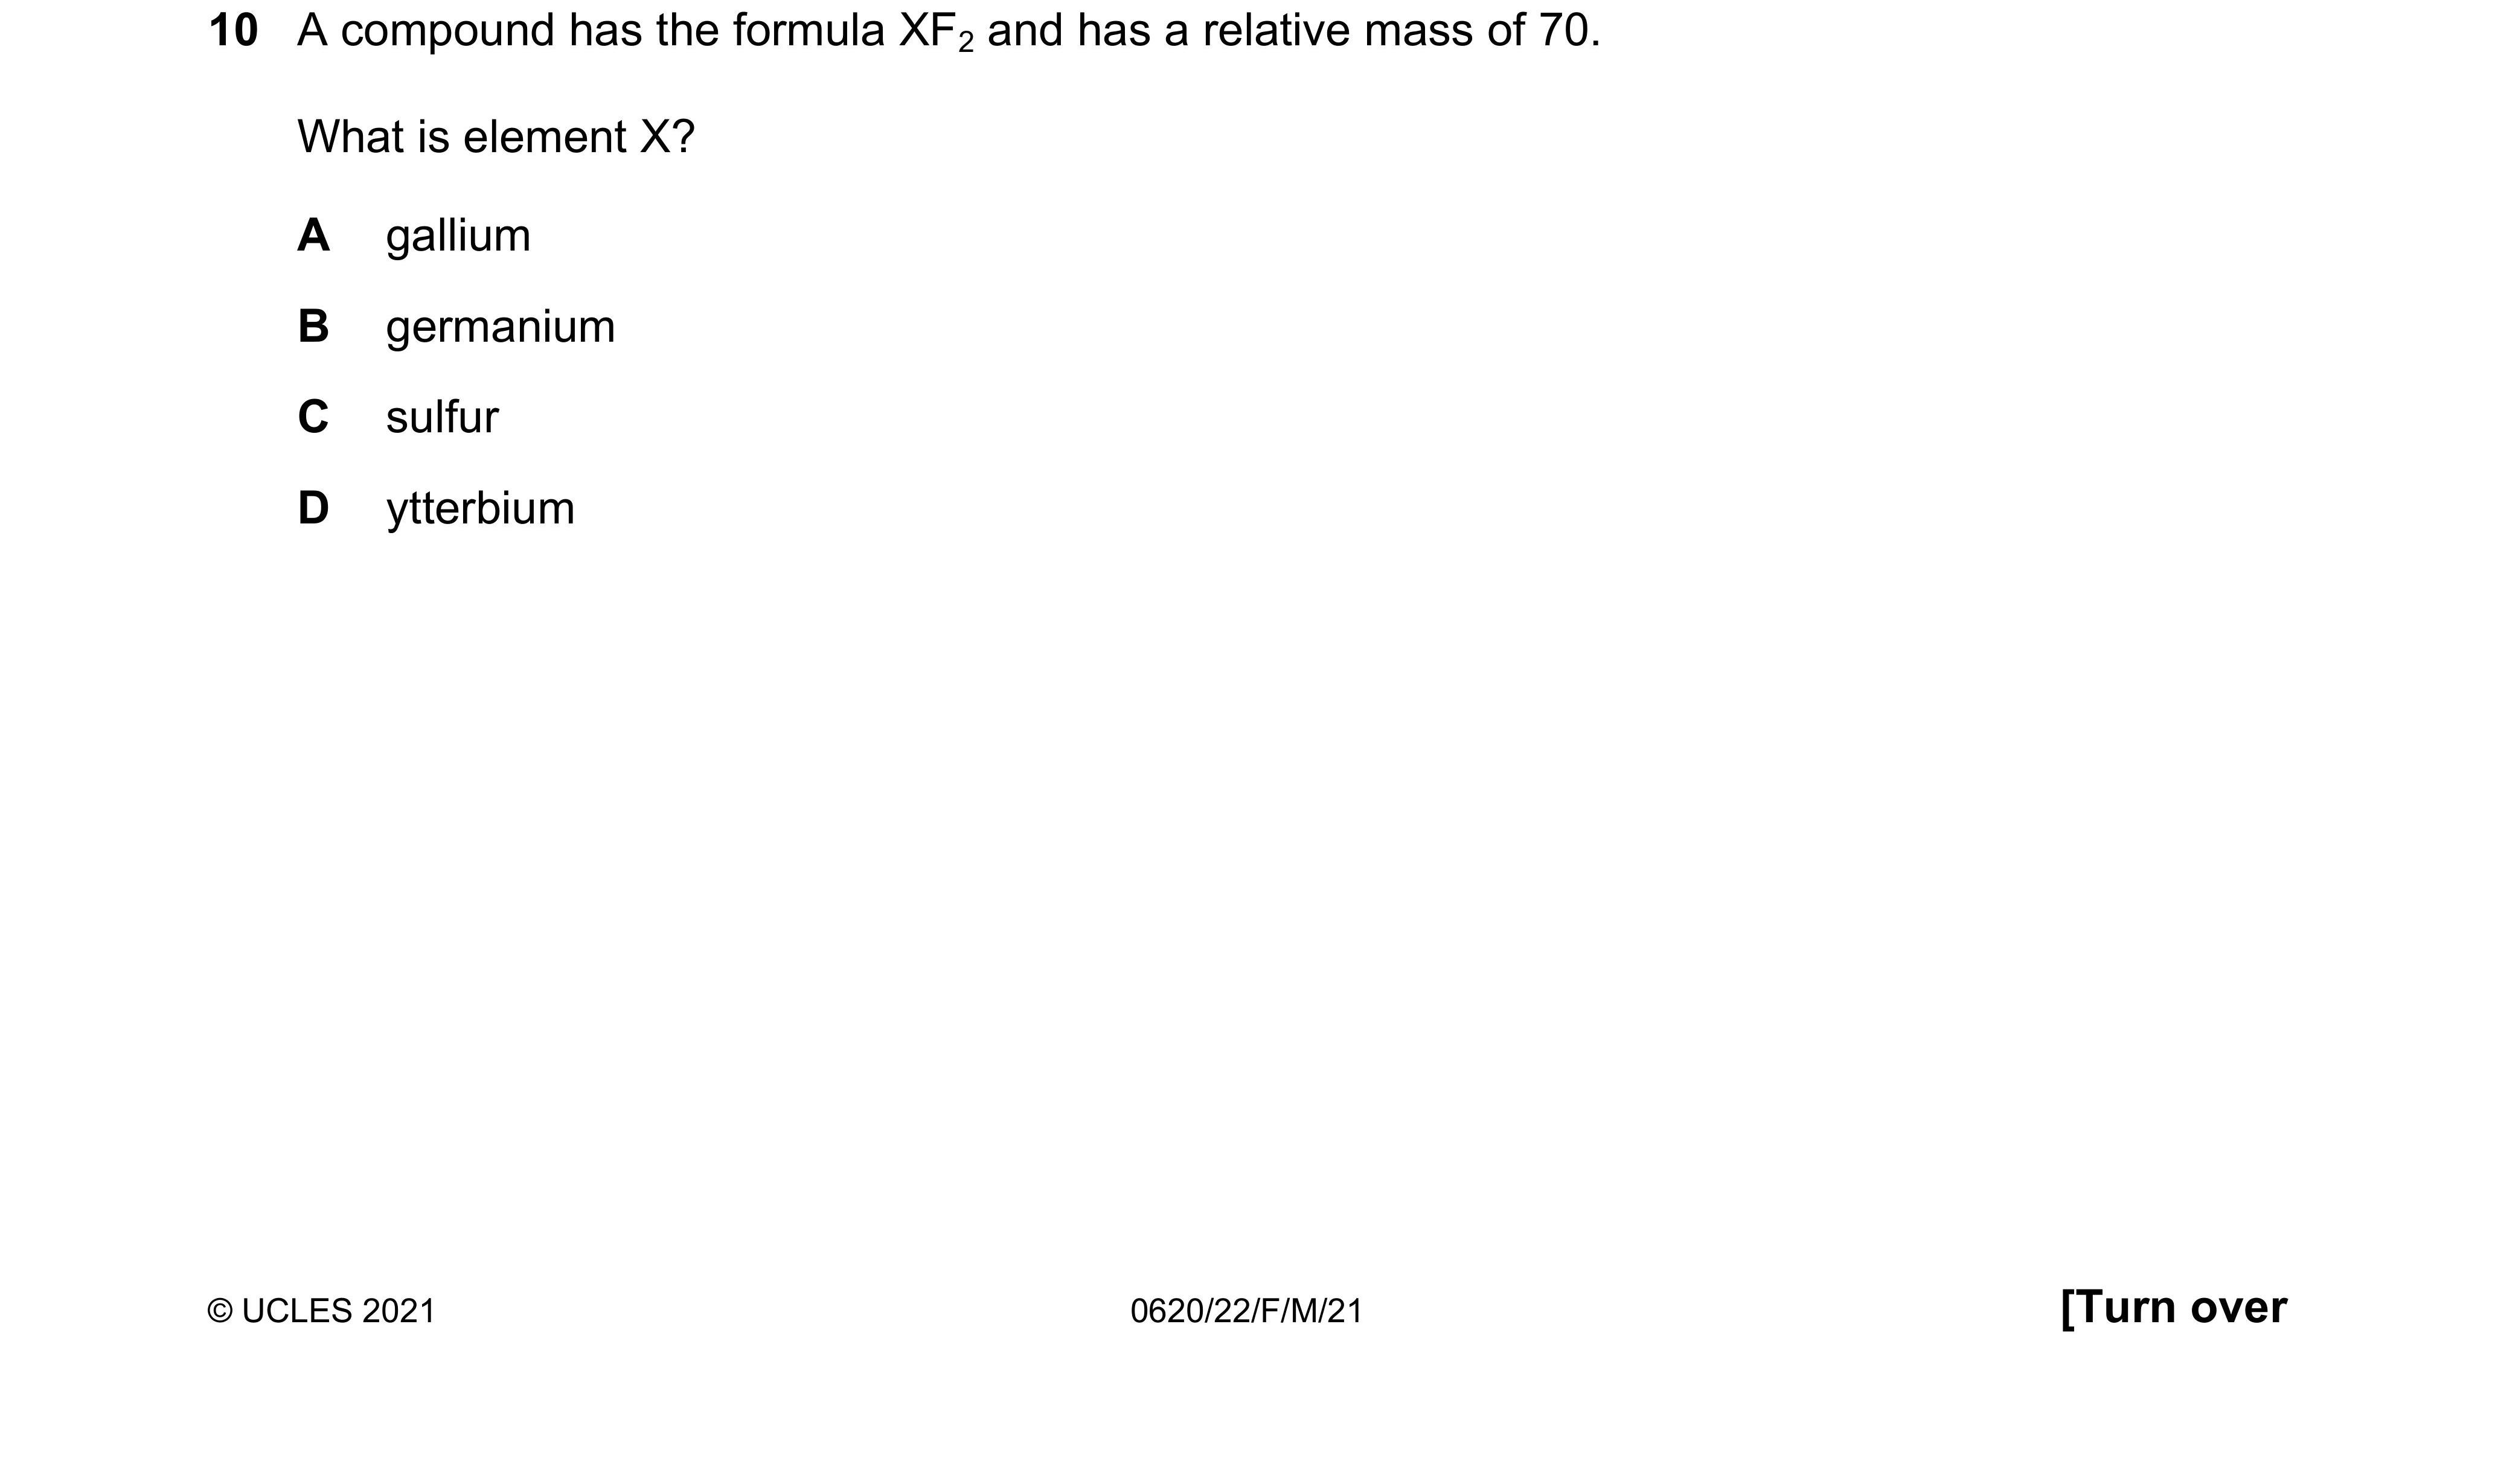 10 A compound has the formula XF₂ and has a relative mass of 70.
What is element X?
A gallium
B germanium
C sulfur
D ytterbium
© UCLES 2021 0620/22/F/M/21 [Turn over